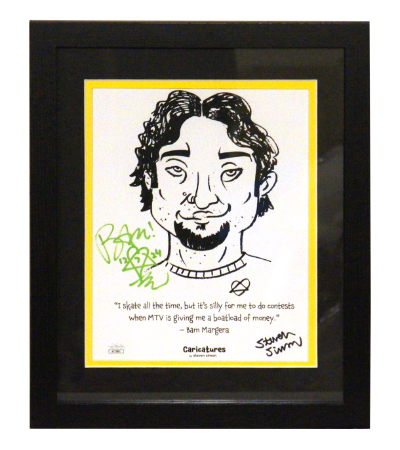 BAM!
"I skate all the time, but it's silly for me to do contests
when MTV is giving me a boatload of money."
- Bam Margera
Caricatures
by steven simon
Steven
Simon